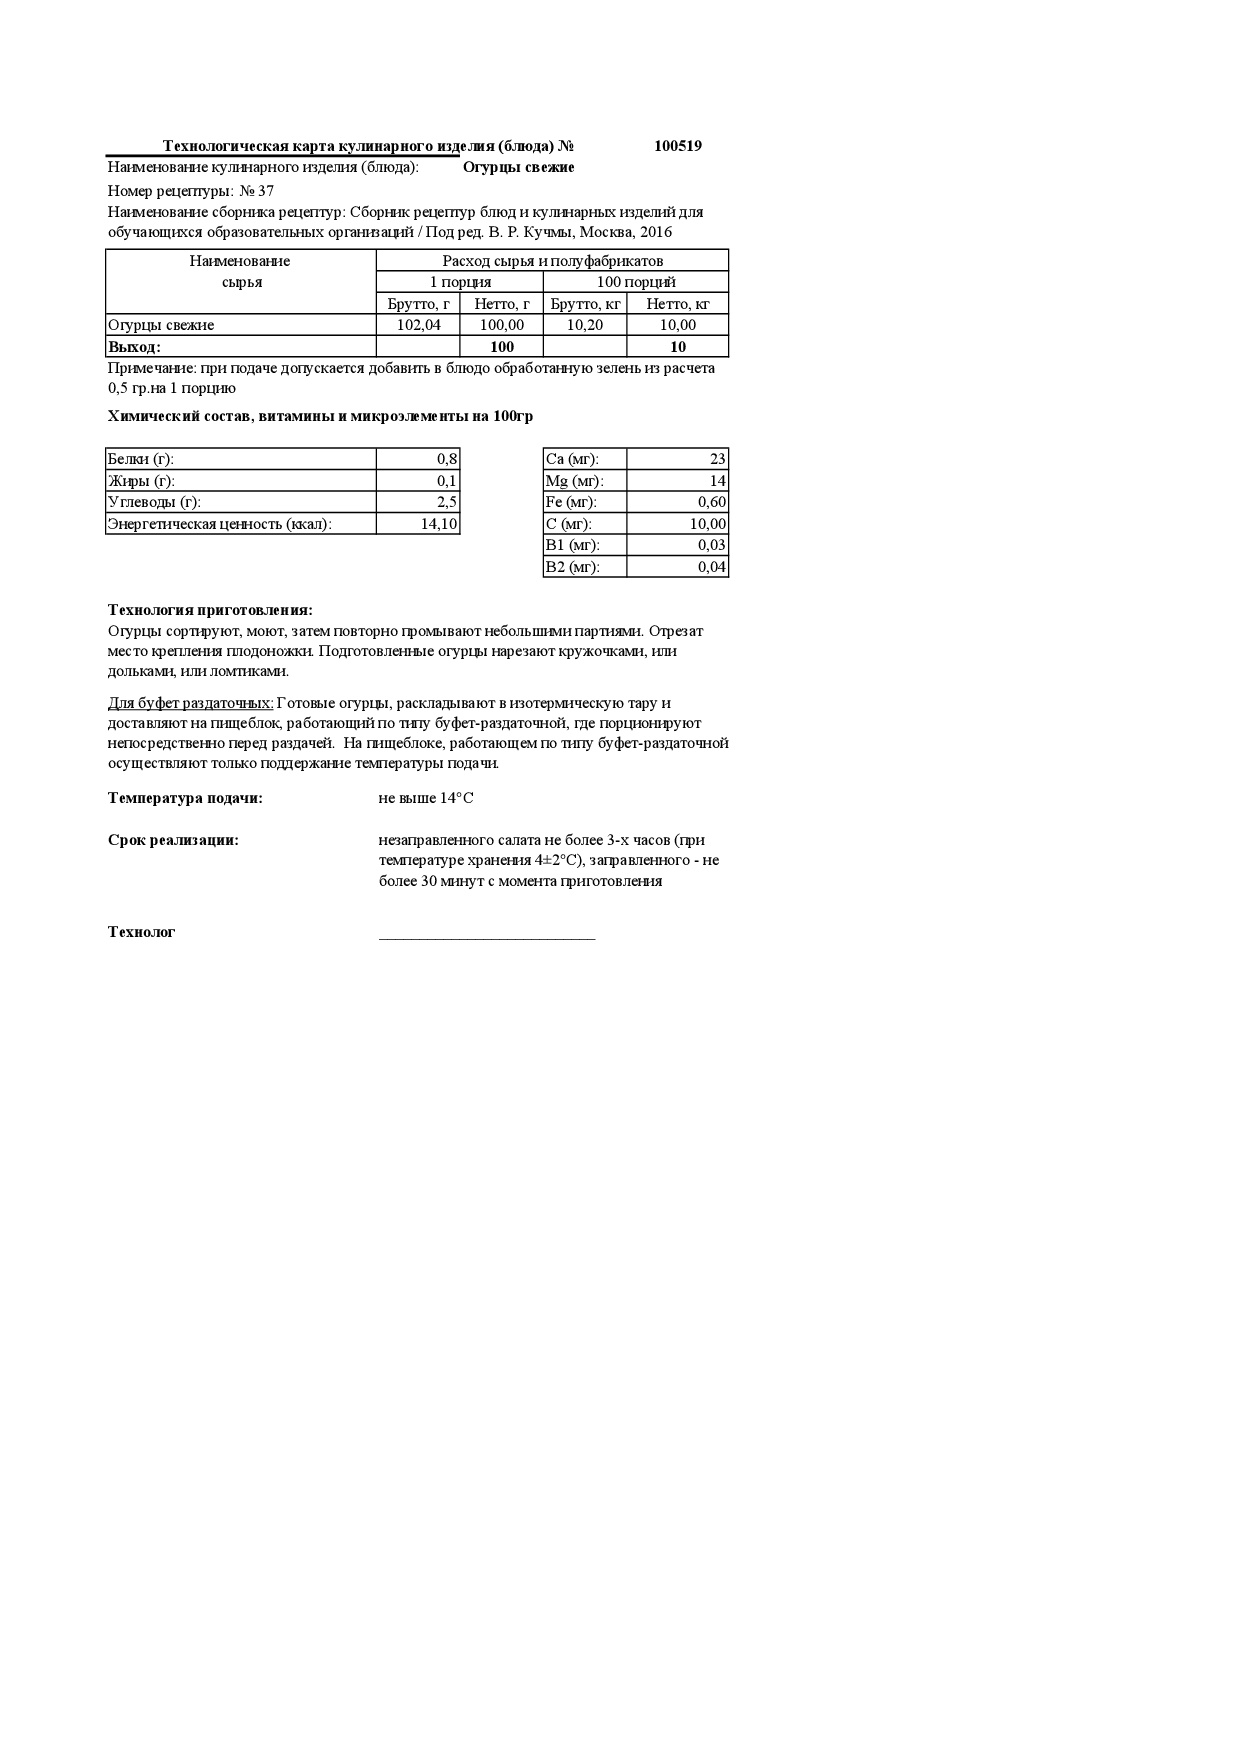 Технологическая карта кулинарного изделия (блюда) № 100519
Наименование кулинарного изделия (блюда): Огурцы свежие
Номер рецептуры: № 37
Наименование сборника рецептур: Сборник рецептур блюд и кулинарных изделий для
обучающихся образовательных организаций / Под ред. В. Р. Кучмы, Москва, 2016
Наименование Расход сырья и полуфабрикатов
сырья 1 порция 100 порций
Брутто, г Нетто, г Брутто, кг Нетто, кг
Огурцы свежие 102,04 100,00 10,20 10,00
Выход: 100 10
Примечание: при подаче допускается добавить в блюдо обработанную зелень из расчета
0,5 гр.на 1 порцию
Химический состав, витамины и микроэлементы на 100гр
Белки (г): 0,8 Ca (мг): 23
Жиры (г): 0,1 Mg (мг): 14
Углеводы (г): 2,5 Fe (мг): 0,60
Энергетическая ценность (ккал): 14,10 C (мг): 10,00
B1 (мг): 0,03
B2 (мг): 0,04
Технология приготовления:
Огурцы сортируют, моют, затем повторно промывают небольшими партиями. Отрезат
место крепления плодоножки. Подготовленные огурцы нарезают кружочками, или
дольками, или ломтиками.
Для буфет раздаточных: Готовые огурцы, раскладывают в изотермическую тару и
доставляют на пищеблок, работающий по типу буфет-раздаточной, где порционируют
непосредственно перед раздачей. На пищеблоке, работающем по типу буфет-раздаточной
осуществляют только поддержание температуры подачи.
Температура подачи: не выше 14°С
Срок реализации: незаправленного салата не более 3-х часов (при
температуре хранения 4±2°С), заправленного - не
более 30 минут с момента приготовления
Технолог ___________________________